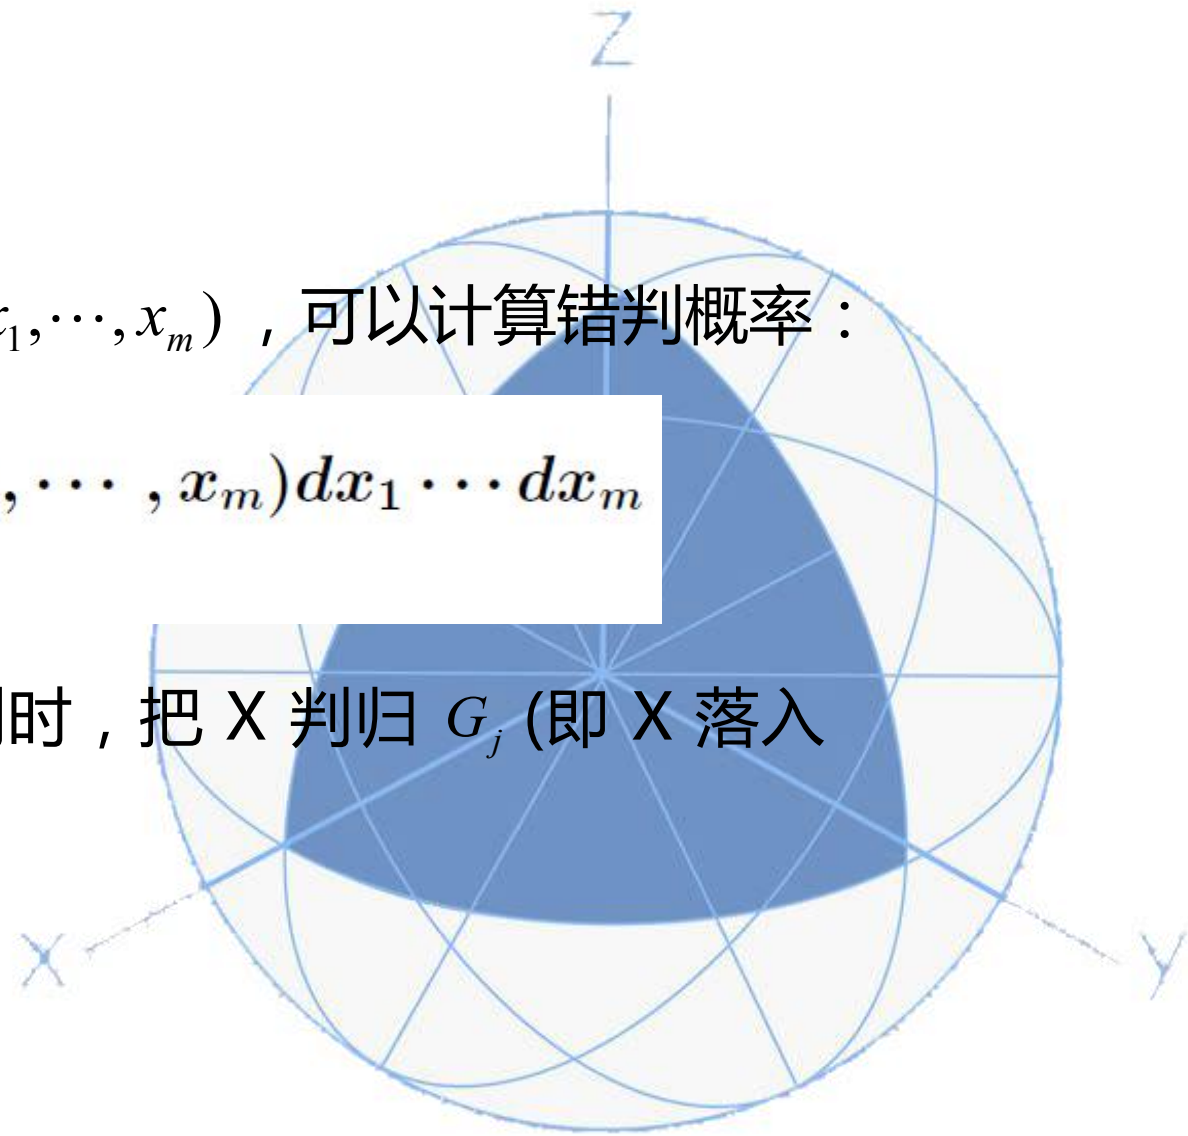 Z
x₁,⋯,xₘ) ，可以计算错判概率：
,⋯ ,xₘ)dx₁⋯dxₘ
时，把 X 判归 Gⱼ (即 X 落入
X
Y